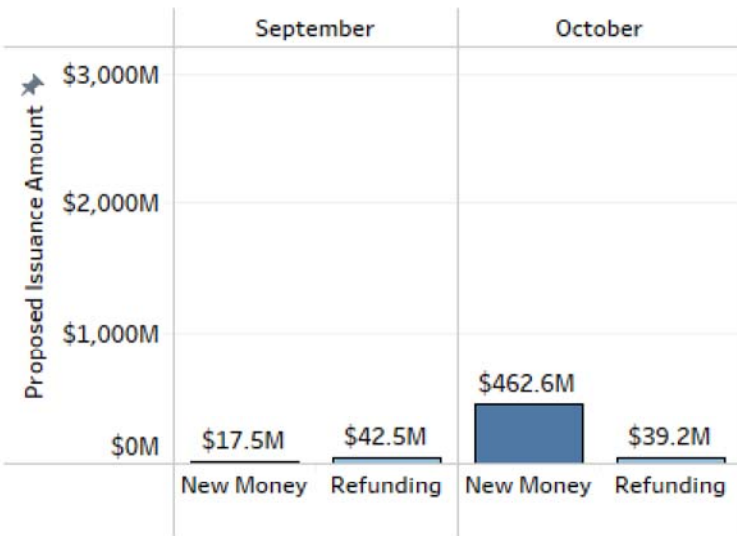 September October
Proposed Issuance Amount
$3,000M
$2,000M
$1,000M
$0M
$17.5M $42.5M $462.6M $39.2M
New Money Refunding New Money Refunding